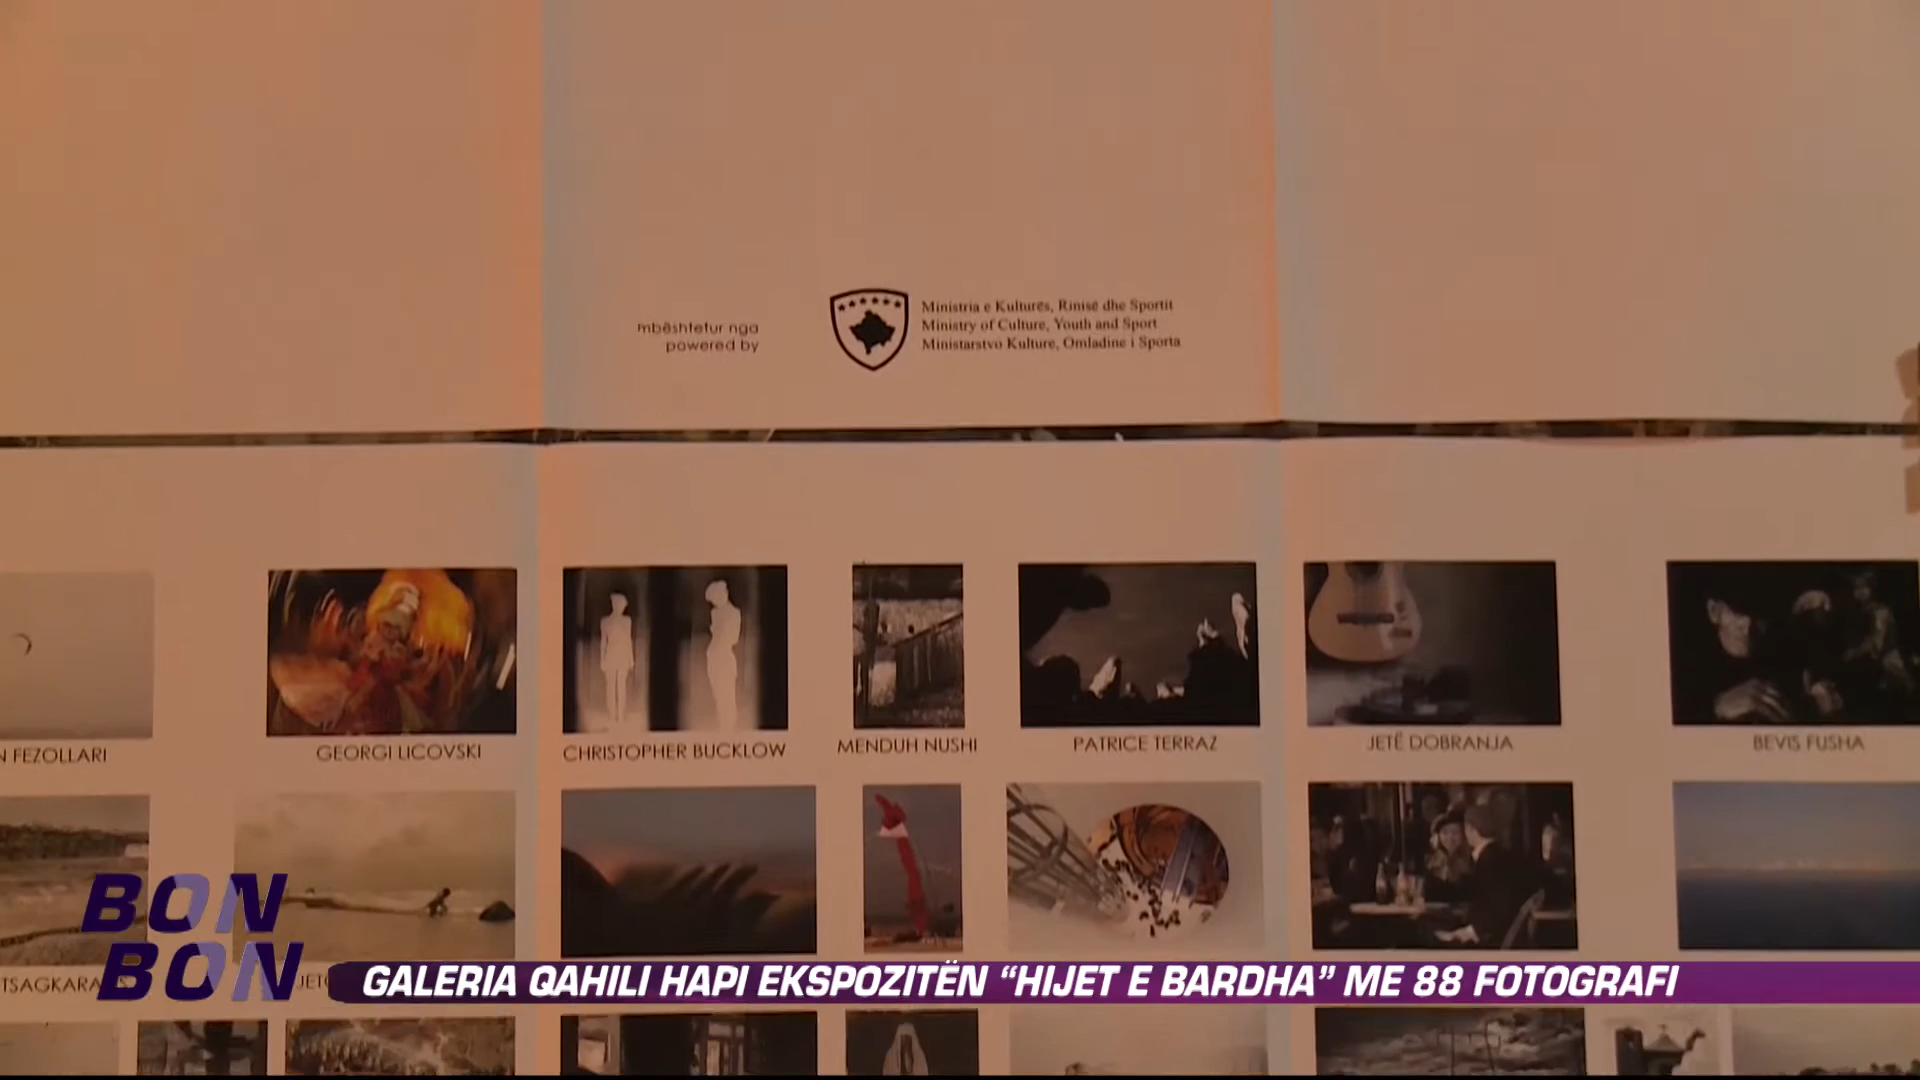 mbështetur nga
powered by
Ministria e Kulturës, Rinisë dhe Sportit
Ministry of Culture, Youth and Sport
Ministarstvo Kulture, Omladine i Sporta
N FEZOLLARI
GEORGI LICOVSKI
CHRISTOPHER BUCKLOW
MENDUH NUSHI
PATRICE TERRAZ
JETË DOBRANJA
BEVIS FUSHA
BON
BON
GALERIA QAHILI HAPI EKSPOZITËN “HIJET E BARDHA” ME 88 FOTOGRAFI